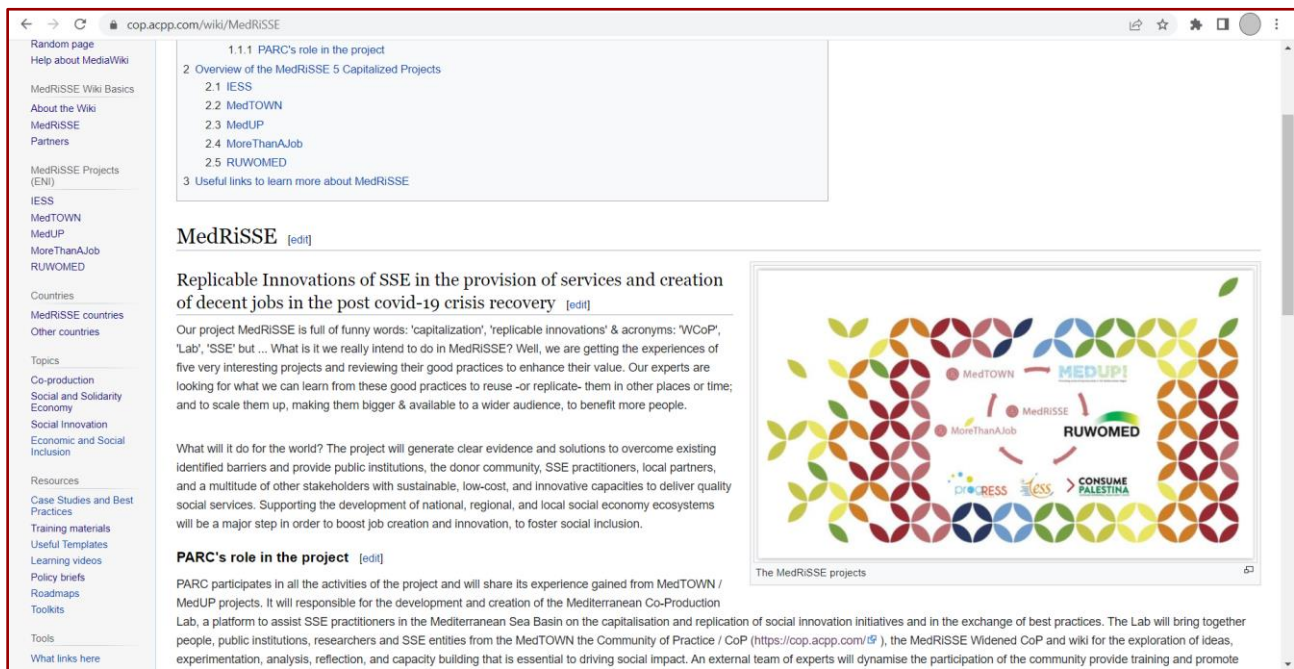 cop.acpp.com/wiki/MedRiSSE
Random page
Help about MediaWiki
MedRiSSE Wiki Basics
About the Wiki
MedRiSSE
Partners
MedRiSSE Projects
(ENI)
IESS
MedTOWN
MedUP
MoreThanAJob
RUWOMED
Countries
MedRiSSE countries
Other countries
Topics
Co-production
Social and Solidarity
Economy
Social Innovation
Economic and Social
Inclusion
Resources
Case Studies and Best
Practices
Training materials
Useful Templates
Learning videos
Policy briefs
Roadmaps
Toolkits
Tools
What links here
1.1.1 PARC's role in the project
2 Overview of the MedRiSSE 5 Capitalized Projects
2.1 IESS
2.2 MedTOWN
2.3 MedUP
2.4 MoreThanAJob
2.5 RUWOMED
3 Useful links to learn more about MedRiSSE
MedRiSSE [edit]
Replicable Innovations of SSE in the provision of services and creation
of decent jobs in the post covid-19 crisis recovery [edit]
Our project MedRiSSE is full of funny words: 'capitalization', 'replicable innovations' & acronyms: 'WCoP',
'Lab', 'SSE' but ... What is it we really intend to do in MedRiSSE? Well, we are getting the experiences of
five very interesting projects and reviewing their good practices to enhance their value. Our experts are
looking for what we can learn from these good practices to reuse -or replicate- them in other places or time;
and to scale them up, making them bigger & available to a wider audience, to benefit more people.
What will it do for the world? The project will generate clear evidence and solutions to overcome existing
identified barriers and provide public institutions, the donor community, SSE practitioners, local partners,
and a multitude of other stakeholders with sustainable, low-cost, and innovative capacities to deliver quality
social services. Supporting the development of national, regional, and local social economy ecosystems
will be a major step in order to boost job creation and innovation, to foster social inclusion.
PARC's role in the project [edit]
PARC participates in all the activities of the project and will share its experience gained from MedTOWN /
MedUP projects. It will responsible for the development and creation of the Mediterranean Co-Production
Lab, a platform to assist SSE practitioners in the Mediterranean Sea Basin on the capitalisation and replication of social innovation initiatives and in the exchange of best practices. The Lab will bring together
people, public institutions, researchers and SSE entities from the MedTOWN the Community of Practice / CoP (https://cop.acpp.com/ ), the MedRiSSE Widened CoP and wiki for the exploration of ideas,
experimentation, analysis, reflection, and capacity building that is essential to driving social impact. An external team of experts will dynamise the participation of the community provide training and promote
MedTOWN
MEDUP!
MedRiSSE
MoreThanAJob
RUWOMED
progRESS
iess
CONSUME
PALESTINA
The MedRiSSE projects